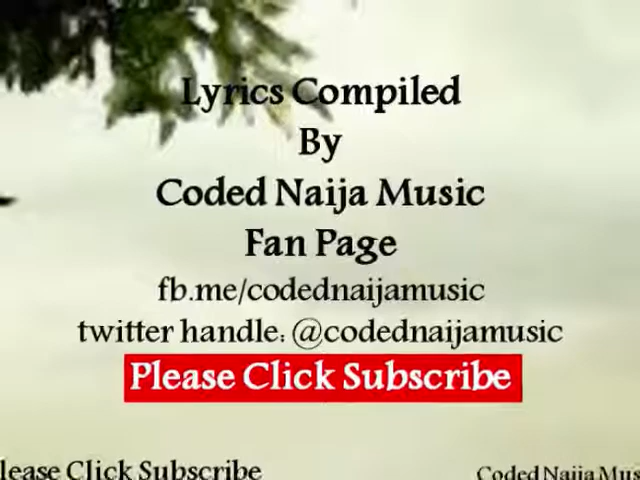 Lyrics Compiled
By
Coded Naija Music
Fan Page
fb.me/codednaijamusic
twitter handle: @codednaijamusic
Please Click Subscribe
lease Click Subscribe
Coded Naija Mus